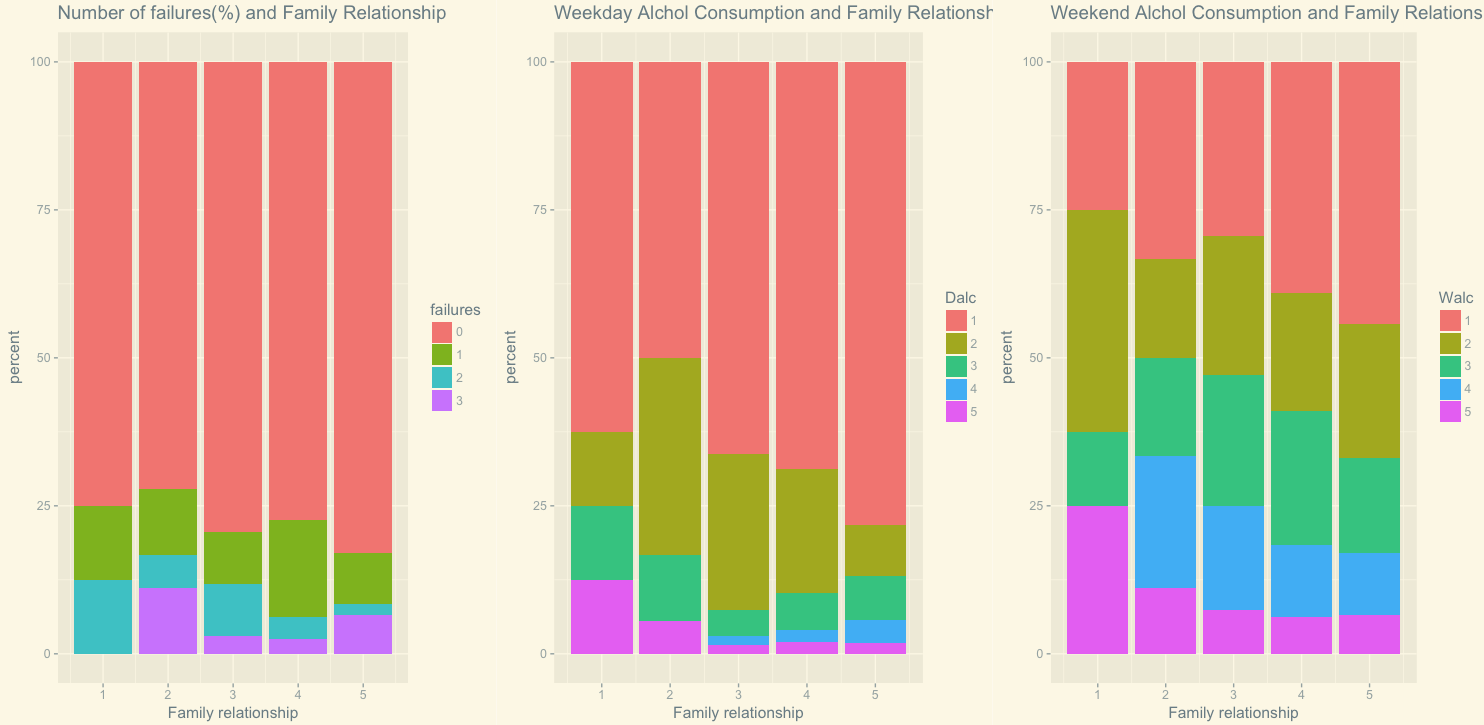 Number of failures(%) and Family Relationship
100
75
50
25
0
percent
1 2 3 4 5
Family relationship
failures
0
1
2
3
Weekday Alchol Consumption and Family Relationsh
100
75
50
25
0
percent
1 2 3 4 5
Family relationship
Dalc
1
2
3
4
5
Weekend Alchol Consumption and Family Relations
100
75
50
25
0
percent
1 2 3 4 5
Family relationship
Walc
1
2
3
4
5